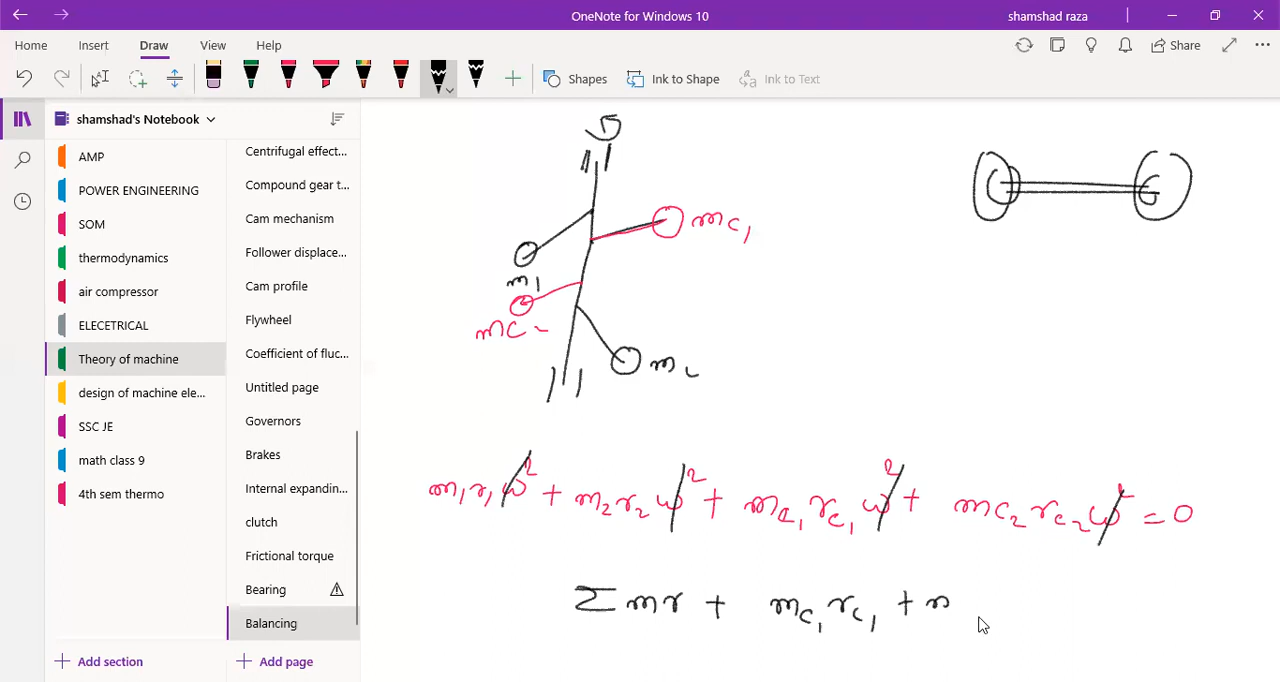 OneNote for Windows 10
shamshad raza
Home Insert Draw View Help
Share
Shapes
Ink to Shape
Ink to Text
shamshad's Notebook
AMP
POWER ENGINEERING
SOM
thermodynamics
air compressor
ELECETRICAL
Theory of machine
design of machine ele...
SSC JE
math class 9
4th sem thermo
Add section
Centrifugal effect...
Compound gear t...
Cam mechanism
Follower displace...
Cam profile
Flywheel
Coefficient of fluc...
Untitled page
Governors
Brakes
Internal expandin...
clutch
Frictional torque
Bearing
Balancing
Add page
mc₁
m₁
mc₂
m₂
m₁r₁ω² + m₂r₂ω² + mc₁rc₁ω² + mc₂rc₂ω² = 0
Σmr + mc₁rc₁ +